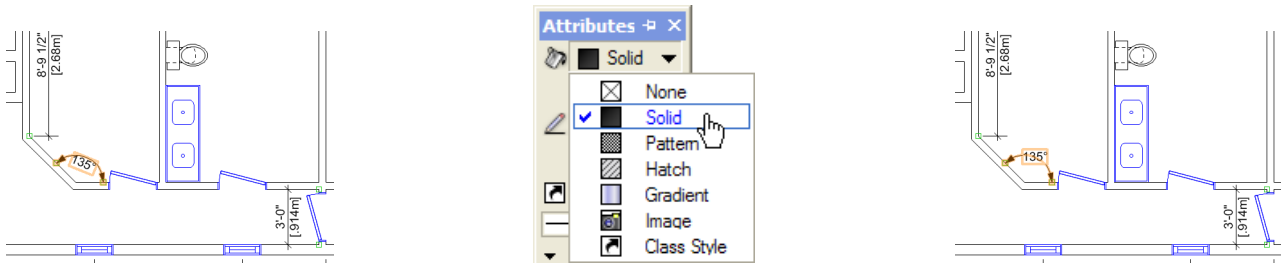 8'-9 1/2"
[2.68m]
135°
3'-0"
[.914m]
Attributes
Solid
None
Solid
Pattern
Hatch
Gradient
Image
Class Style
8'-9 1/2"
[2.68m]
135°
3'-0"
[.914m]